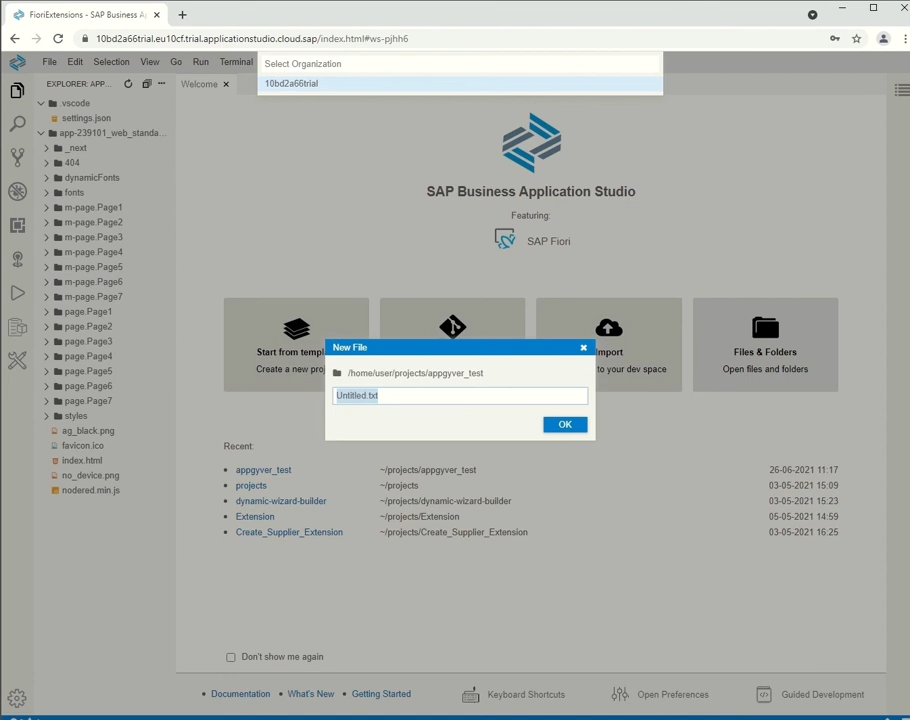 FioriExtensions - SAP Business A
10bd2a66trial.eu10cf.trial.applicationstudio.cloud.sap/index.html#ws-pjhh6
File Edit Selection View Go Run Terminal
Select Organization
10bd2a66trial
EXPLORER: APP...
Welcome
.vscode
settings.json
app-239101_web_standa...
_next
404
dynamicFonts
fonts
m-page.Page1
m-page.Page2
m-page.Page3
m-page.Page4
m-page.Page5
m-page.Page6
m-page.Page7
page.Page1
page.Page2
page.Page3
page.Page4
page.Page5
page.Page6
page.Page7
styles
ag_black.png
favicon.ico
index.html
no_device.png
nodered.min.js
SAP Business Application Studio
Featuring:
SAP Fiori
Start from templ
Create a new proj
Import
to your dev space
Files & Folders
Open files and folders
New File
/home/user/projects/appgyver_test
Untitled.txt
OK
Recent:
appgyver_test ~/projects/appgyver_test 26-06-2021 11:17
projects ~/projects 03-05-2021 15:09
dynamic-wizard-builder ~/projects/dynamic-wizard-builder 03-05-2021 15:23
Extension ~/projects/Extension 05-05-2021 14:59
Create_Supplier_Extension ~/projects/Create_Supplier_Extension 03-05-2021 16:25
Don't show me again
Documentation What's New Getting Started Keyboard Shortcuts Open Preferences Guided Development